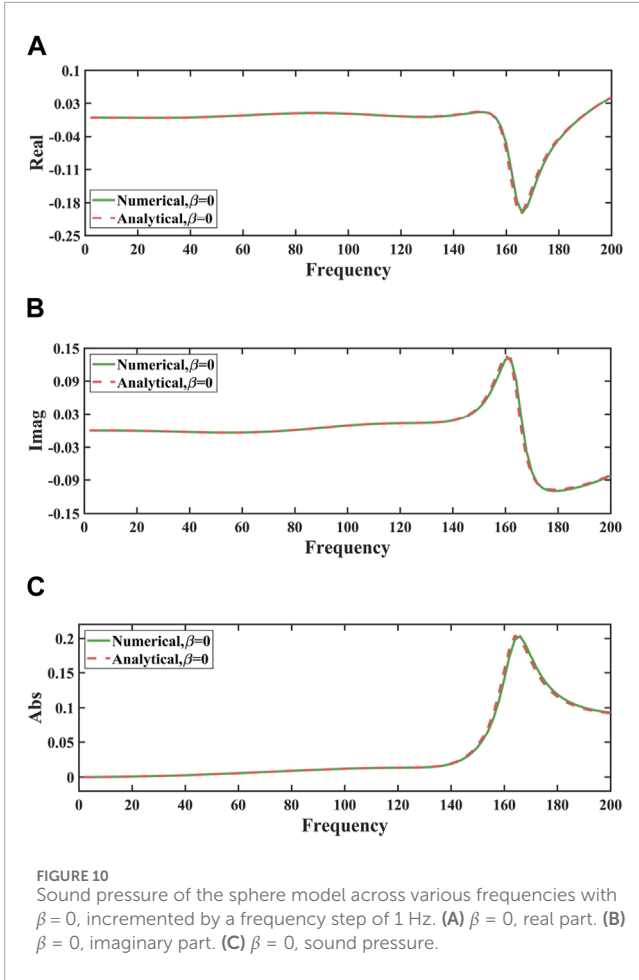 A
0.1
0.03
-0.04
-0.11
-0.18
-0.25
Real
Numerical,β=0
Analytical,β=0
0 20 40 60 80 100 120 140 160 180 200
Frequency
B
0.15
0.09
0.03
-0.03
-0.09
-0.15
Imag
Numerical,β=0
Analytical,β=0
0 20 40 60 80 100 120 140 160 180 200
Frequency
C
0.2
0.15
0.1
0.05
0
Abs
Numerical,β=0
Analytical,β=0
0 20 40 60 80 100 120 140 160 180 200
Frequency
FIGURE 10
Sound pressure of the sphere model across various frequencies with
β = 0, incremented by a frequency step of 1 Hz. (A) β = 0, real part. (B)
β = 0, imaginary part. (C) β = 0, sound pressure.